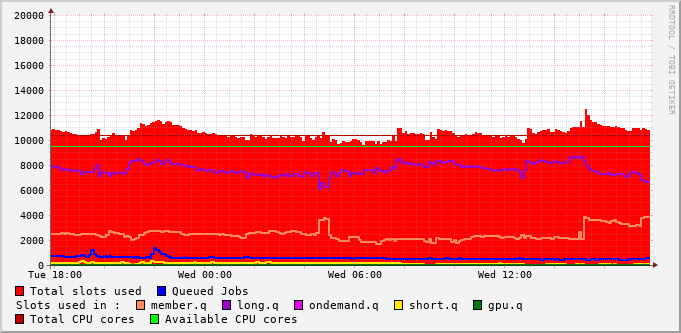 20000
18000
16000
14000
12000
10000
8000
6000
4000
2000
0
Tue 18:00 Wed 00:00 Wed 06:00 Wed 12:00
RRDTOOL / TOBI OETIKER
Total slots used Queued Jobs
Slots used in : member.q long.q ondemand.q short.q gpu.q
Total CPU cores Available CPU cores